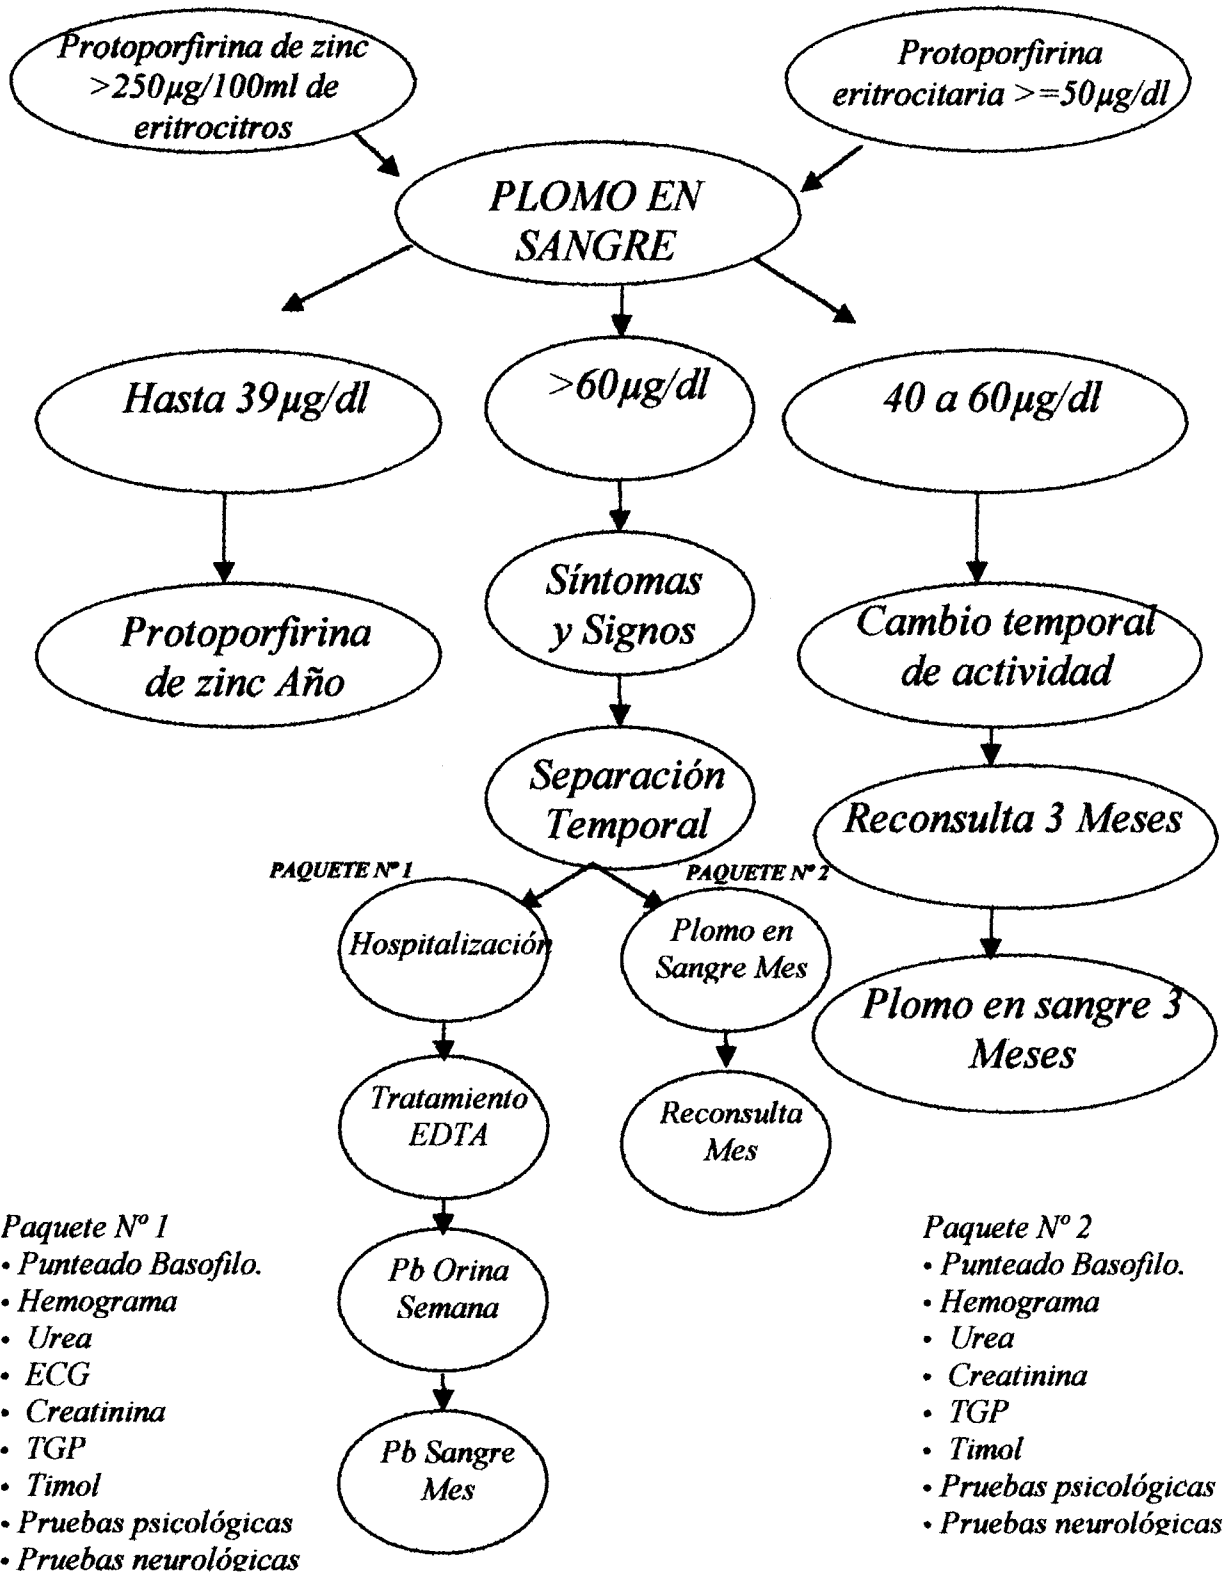 Protoporfirina de zinc
>250µg/100ml de
eritrocitros
Protoporfirina
eritrocitaria >=50µg/dl
PLOMO EN
SANGRE
Hasta 39µg/dl
>60µg/dl
40 a 60µg/dl
Síntomas
y Signos
Protoporfirina
de zinc Año
Cambio temporal
de actividad
Separación
Temporal
Reconsulta 3 Meses
PAQUETE Nº 1
PAQUETE Nº 2
Hospitalización
Plomo en
Sangre Mes
Plomo en sangre 3
Meses
Tratamiento
EDTA
Reconsulta
Mes
Pb Orina
Semana
Pb Sangre
Mes
Paquete Nº 1
• Punteado Basofilo.
• Hemograma
• Urea
• ECG
• Creatinina
• TGP
• Timol
• Pruebas psicológicas
• Pruebas neurológicas
Paquete Nº 2
• Punteado Basofilo.
• Hemograma
• Urea
• Creatinina
• TGP
• Timol
• Pruebas psicológicas
• Pruebas neurológicas